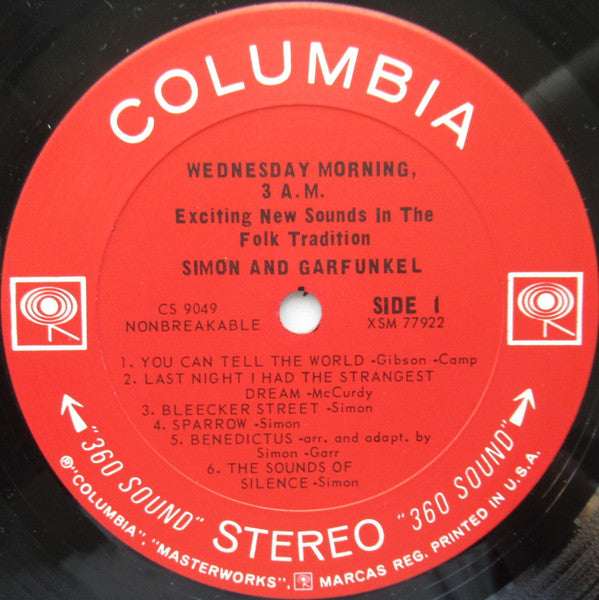 COLUMBIA
WEDNESDAY MORNING,
3 A.M.
Exciting New Sounds In The
Folk Tradition
SIMON AND GARFUNKEL
CS 9049
NONBREAKABLE
SIDE 1
XSM 77922
1. YOU CAN TELL THE WORLD -Gibson -Camp
2. LAST NIGHT I HAD THE STRANGEST
DREAM -McCurdy
3. BLEECKER STREET -Simon
4. SPARROW -Simon
5. BENEDICTUS -arr. and adapt. by
Simon -Garr
6. THE SOUNDS OF
SILENCE -Simon
"360 SOUND" STEREO "360 SOUND"
℗"COLUMBIA", "MASTERWORKS", MARCAS REG. PRINTED IN U.S.A.